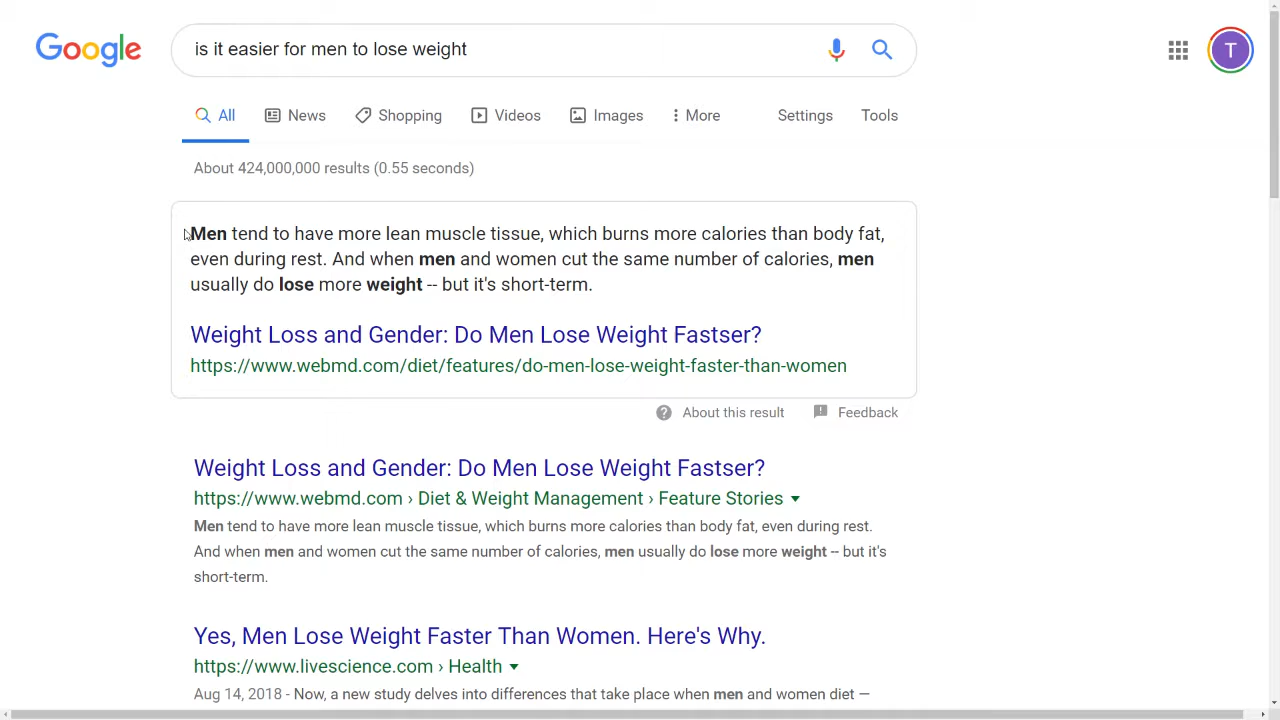 Google
is it easier for men to lose weight
T
All News Shopping Videos Images More Settings Tools
About 424,000,000 results (0.55 seconds)
Men tend to have more lean muscle tissue, which burns more calories than body fat,
even during rest. And when men and women cut the same number of calories, men
usually do lose more weight -- but it's short-term.
Weight Loss and Gender: Do Men Lose Weight Fastser?
https://www.webmd.com/diet/features/do-men-lose-weight-faster-than-women
About this result Feedback
Weight Loss and Gender: Do Men Lose Weight Fastser?
https://www.webmd.com › Diet & Weight Management › Feature Stories
Men tend to have more lean muscle tissue, which burns more calories than body fat, even during rest.
And when men and women cut the same number of calories, men usually do lose more weight -- but it's
short-term.
Yes, Men Lose Weight Faster Than Women. Here's Why.
https://www.livescience.com › Health
Aug 14, 2018 - Now, a new study delves into differences that take place when men and women diet —